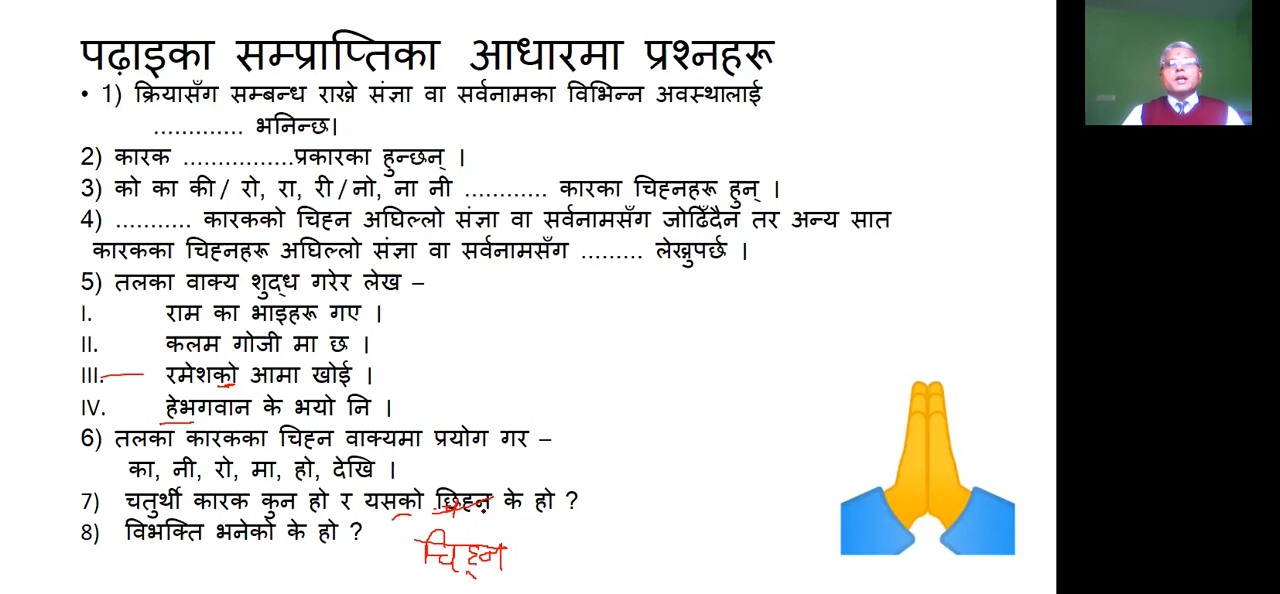 पढ़ाइका सम्प्राप्तिका आधारमा प्रश्नहरू
• 1) क्रियासँग सम्बन्ध राख्ने संज्ञा वा सर्वनामका विभिन्न अवस्थालाई
............. भनिन्छ।
2) कारक ................प्रकारका हुन्छन् ।
3) को का की / रो, रा, री / नो, ना नी ............ कारका चिह्नहरू हुन् ।
4) ........... कारकको चिह्न अघिल्लो संज्ञा वा सर्वनामसँग जोढिँदैन तर अन्य सात
कारकका चिह्नहरू अघिल्लो संज्ञा वा सर्वनामसँग ......... लेख्नुपर्छ ।
5) तलका वाक्य शुद्ध गरेर लेख –
I. राम का भाइहरू गए ।
II. कलम गोजी मा छ ।
III. रमेशको आमा खोई ।
IV. हेभगवान के भयो नि ।
6) तलका कारकका चिह्न वाक्यमा प्रयोग गर –
का, नी, रो, मा, हो, देखि ।
7) चतुर्थी कारक कुन हो र यसको छिह्न के हो ?
8) विभक्ति भनेको के हो ?
चिह्न